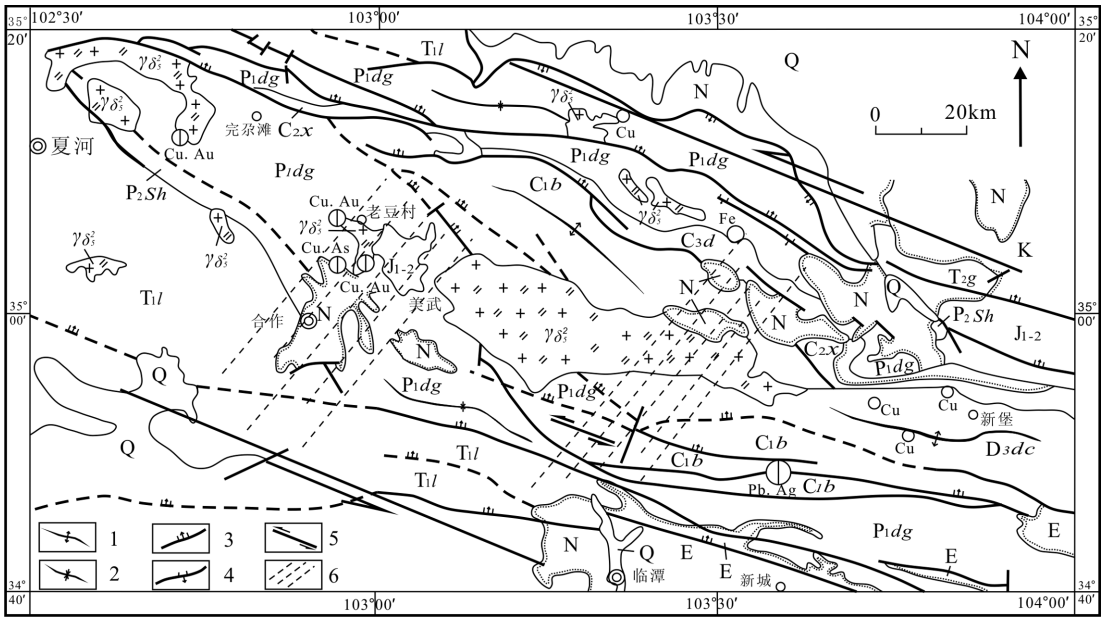 35°
20′
102°30′
103°00′
103°30′
104°00′
35°
20′
T1l
Q
N
0 20km
N
γδ₅²
P1dg
P1dg
γδ₅²
Cu
γδ₅²
完尕滩
C2x
夏河
Cu. Au
P1dg
P1dg
P1dg
C1b
N
P2Sh
Cu. Au
老豆村
γδ₅²
Fe
γδ₅²
Cu. As
C3d
K
γδ₅²
γδ₅²
J1-2
T2g
Cu. Au
N
N
Q
T1l
美武
35°
00′
合作
N
N
P2Sh
35°
00′
γδ₅²
J1-2
N
C2x
P1dg
Q
P1dg
P1dg
Cu
Cu
新堡
Q
T1l
C1b
Cu
D3dc
C1b
T1l
Pb. Ag
C1b
P1dg
E
1
3
5
N
Q
E
E
E
2
4
6
临潭
新城
34°
40′
103°00′
103°30′
104°00′
34°
40′